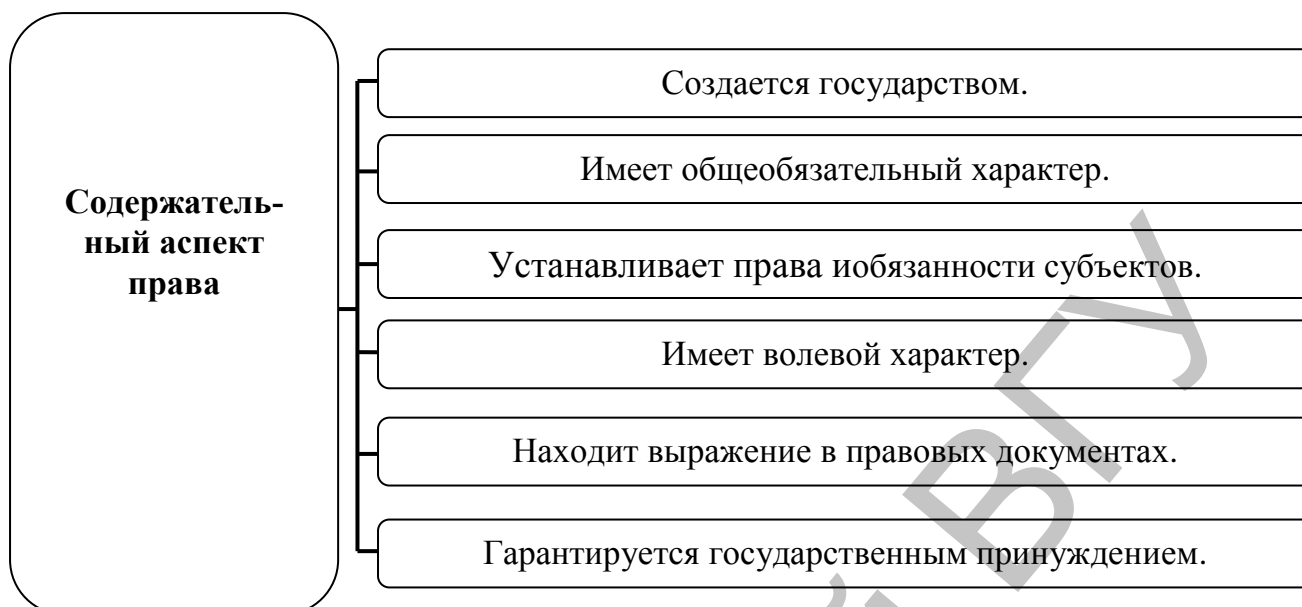 Содержатель-
ный аспект
права
Создается государством.
Имеет общеобязательный характер.
Устанавливает права иобязанности субъектов.
Имеет волевой характер.
Находит выражение в правовых документах.
Гарантируется государственным принуждением.
й ВГУ